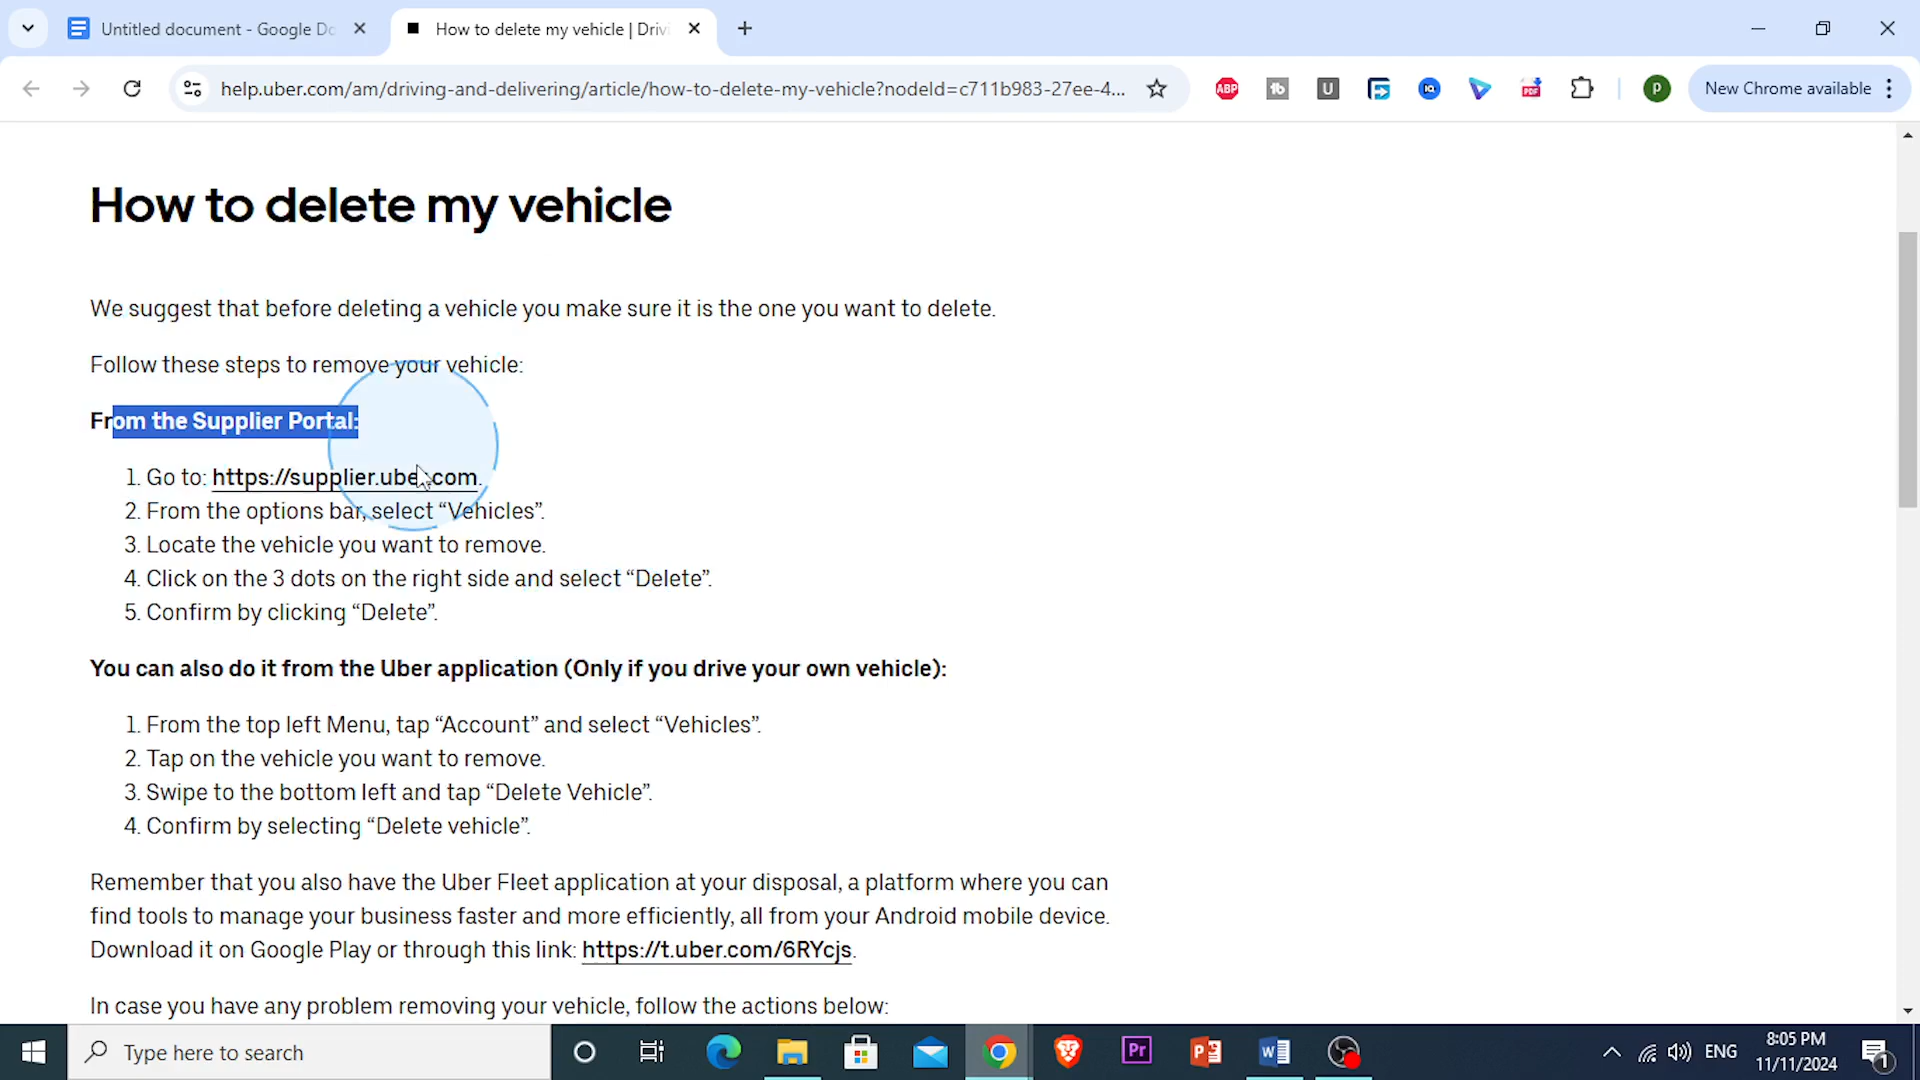 Untitled document - Google Do
How to delete my vehicle | Drivi
help.uber.com/am/driving-and-delivering/article/how-to-delete-my-vehicle?nodeId=c711b983-27ee-4...
ABP
tb
U
IQ
PDF
P
New Chrome available
How to delete my vehicle
We suggest that before deleting a vehicle you make sure it is the one you want to delete.
Follow these steps to remove your vehicle:
From the Supplier Portal:
1. Go to: https://supplier.uber.com.
2. From the options bar, select “Vehicles”.
3. Locate the vehicle you want to remove.
4. Click on the 3 dots on the right side and select “Delete”.
5. Confirm by clicking “Delete”.
You can also do it from the Uber application (Only if you drive your own vehicle):
1. From the top left Menu, tap “Account” and select “Vehicles”.
2. Tap on the vehicle you want to remove.
3. Swipe to the bottom left and tap “Delete Vehicle”.
4. Confirm by selecting “Delete vehicle”.
Remember that you also have the Uber Fleet application at your disposal, a platform where you can
find tools to manage your business faster and more efficiently, all from your Android mobile device.
Download it on Google Play or through this link: https://t.uber.com/6RYcjs.
In case you have any problem removing your vehicle, follow the actions below:
Type here to search
Pr
P
W
ENG
8:05 PM
11/11/2024
1